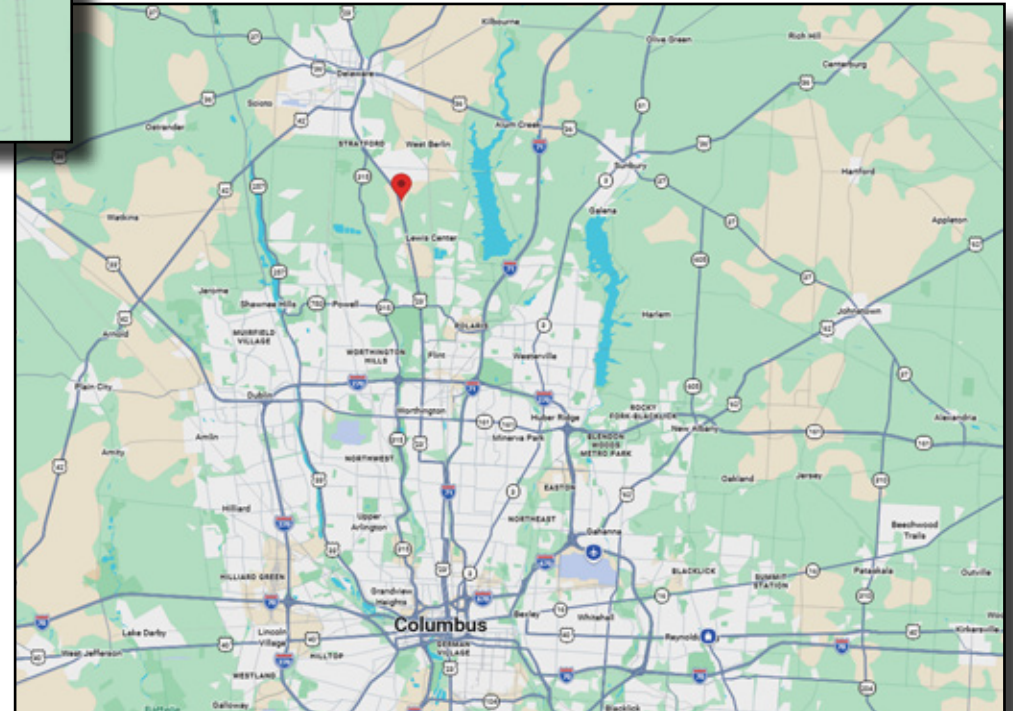 Kilbourne
Olive Green
Rich Hill
Centerburg
Delaware
Scioto
Ostrander
Alum Creek
STRATFORD
West Berlin
Sunbury
Hartford
Galena
Watkins
Appleton
Lewis Center
Jerome
Shawnee Hills
Powell
Harlem
Johnstown
Arnold
MUIRFIELD
VILLAGE
POLARIS
WORTHINGTON
HILLS
Flint
Westerville
Plain City
Dublin
Worthington
Huber Ridge
ROCKY
FORK-BLACKLICK
New Albany
Alexandria
Amlin
Minerva Park
BLENDON
WOODS
METRO PARK
Amity
NORTHWEST
EASTON
Oakland
Jersey
Hilliard
Upper
Arlington
NORTHEAST
Gahanna
Beechwood
Trails
HILLIARD GREEN
BLACKLICK
SUMMIT
STATION
Pataskala
Outville
Grandview
Heights
Columbus
Bexley
Whitehall
Lake Darby
Lincoln
Village
Reynolds
Kirkersville
West Jefferson
HILLTOP
GERMAN
VILLAGE
WESTLAND
Galloway
Blacklick